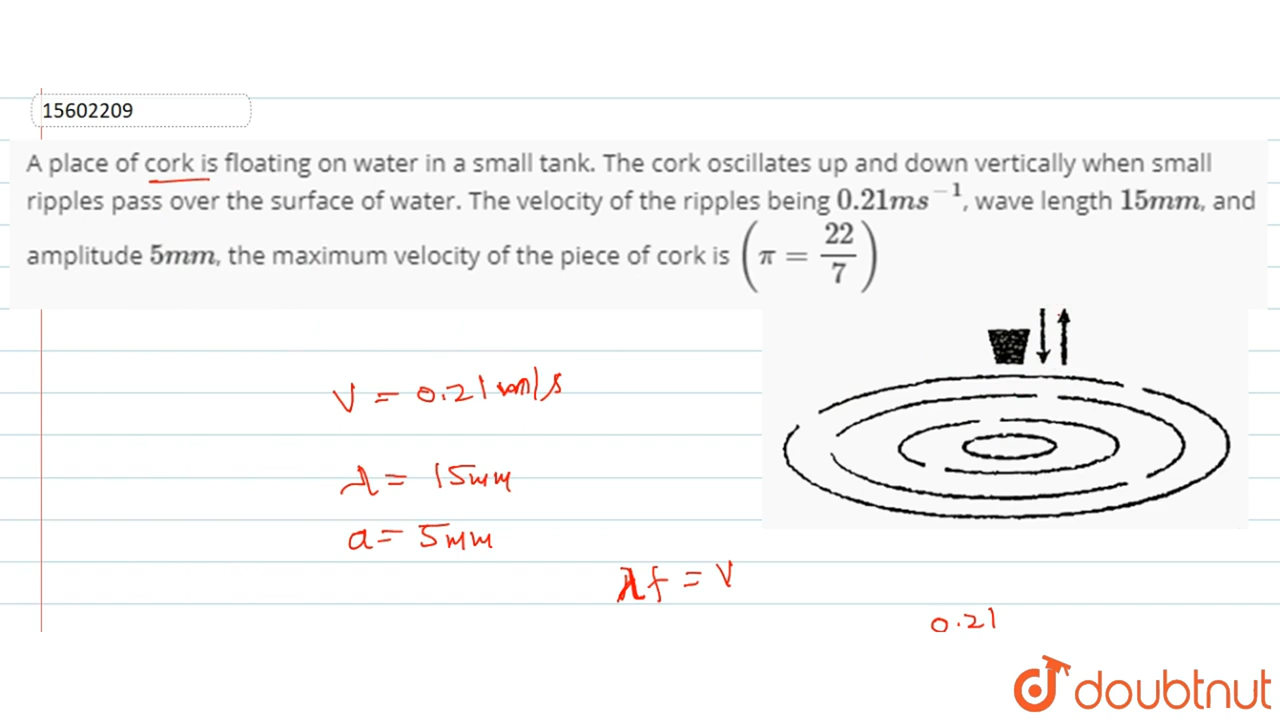 15602209
A place of cork is floating on water in a small tank. The cork oscillates up and down vertically when small
ripples pass over the surface of water. The velocity of the ripples being 0.21ms⁻¹, wave length 15mm, and
amplitude 5mm, the maximum velocity of the piece of cork is (π = 22/7)
V = 0.21 m/s
λ = 15mm
a = 5mm
λf = V
0.21
doubtnut